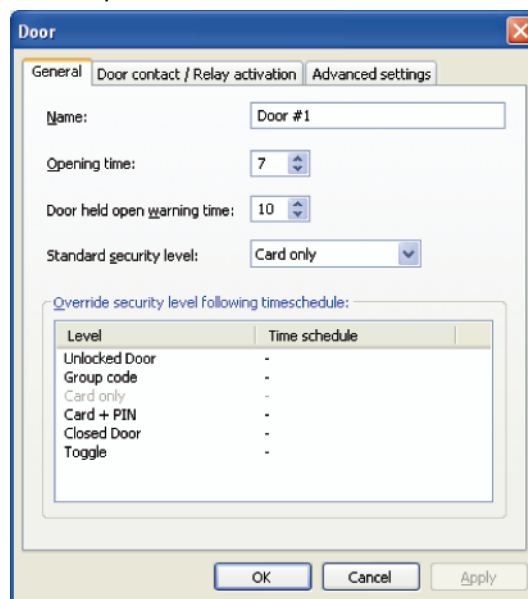 Door
General Door contact / Relay activation Advanced settings
Name: Door #1
Opening time: 7
Door held open warning time: 10
Standard security level: Card only
Override security level following timeschedule:
Level Time schedule
Unlocked Door -
Group code -
Card only -
Card + PIN -
Closed Door -
Toggle -
OK Cancel Apply